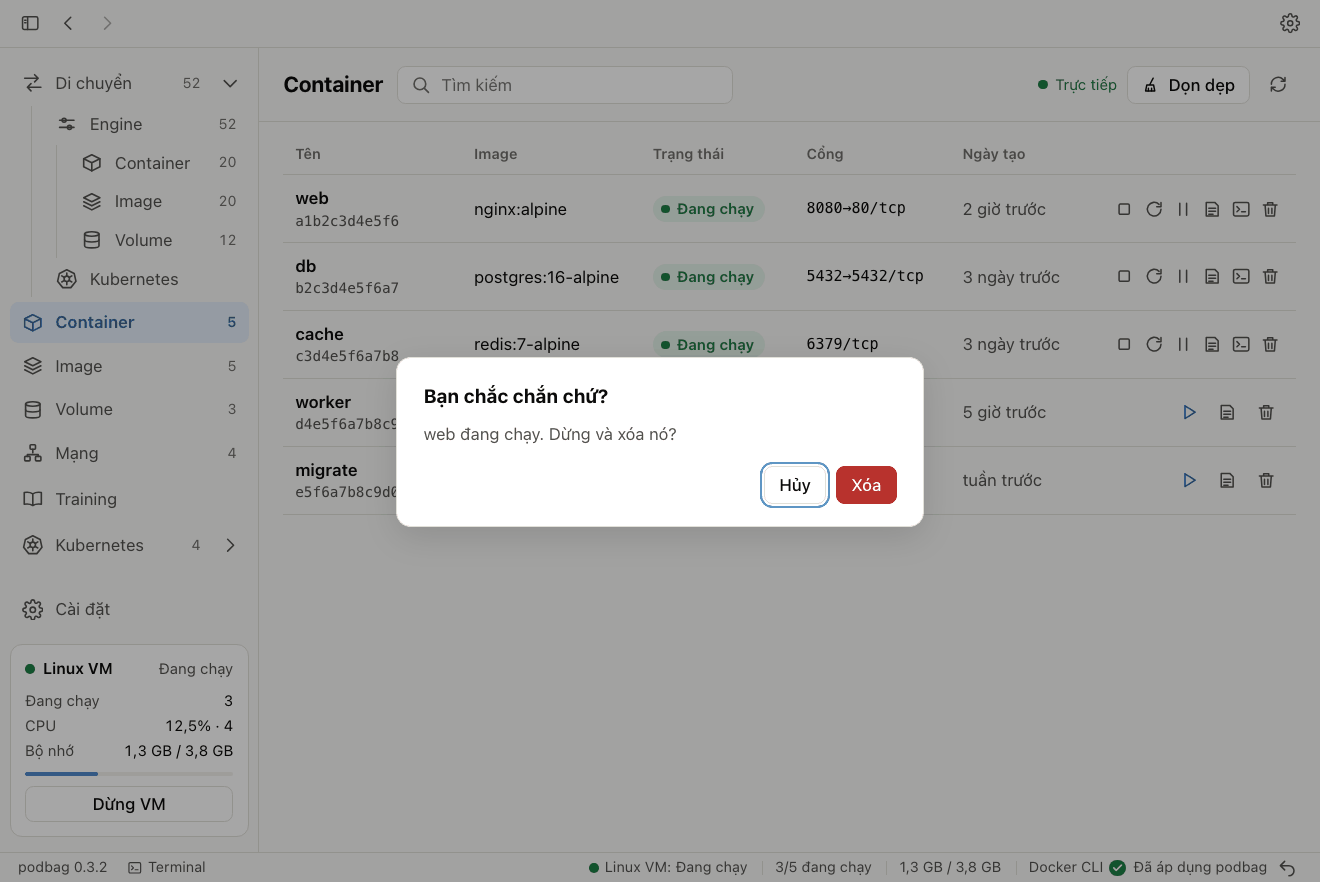 Di chuyển 52
Engine 52
Container 20
Image 20
Volume 12
Kubernetes
Container 5
Image 5
Volume 3
Mạng 4
Training
Kubernetes 4
Cài đặt
Linux VM Đang chạy
Đang chạy 3
CPU 12,5% · 4
Bộ nhớ 1,3 GB / 3,8 GB
Dừng VM
Container Tìm kiếm Trực tiếp Dọn dẹp
Tên Image Trạng thái Cổng Ngày tạo
web
a1b2c3d4e5f6 nginx:alpine Đang chạy 8080→80/tcp 2 giờ trước
db
b2c3d4e5f6a7 postgres:16-alpine Đang chạy 5432→5432/tcp 3 ngày trước
cache
c3d4e5f6a7b8 redis:7-alpine Đang chạy 6379/tcp 3 ngày trước
worker
d4e5f6a7b8c9 5 giờ trước
migrate
e5f6a7b8c9d0 tuần trước
Bạn chắc chắn chứ?
web đang chạy. Dừng và xóa nó?
Hủy Xóa
podbag 0.3.2 Terminal Linux VM: Đang chạy 3/5 đang chạy 1,3 GB / 3,8 GB Docker CLI Đã áp dụng podbag